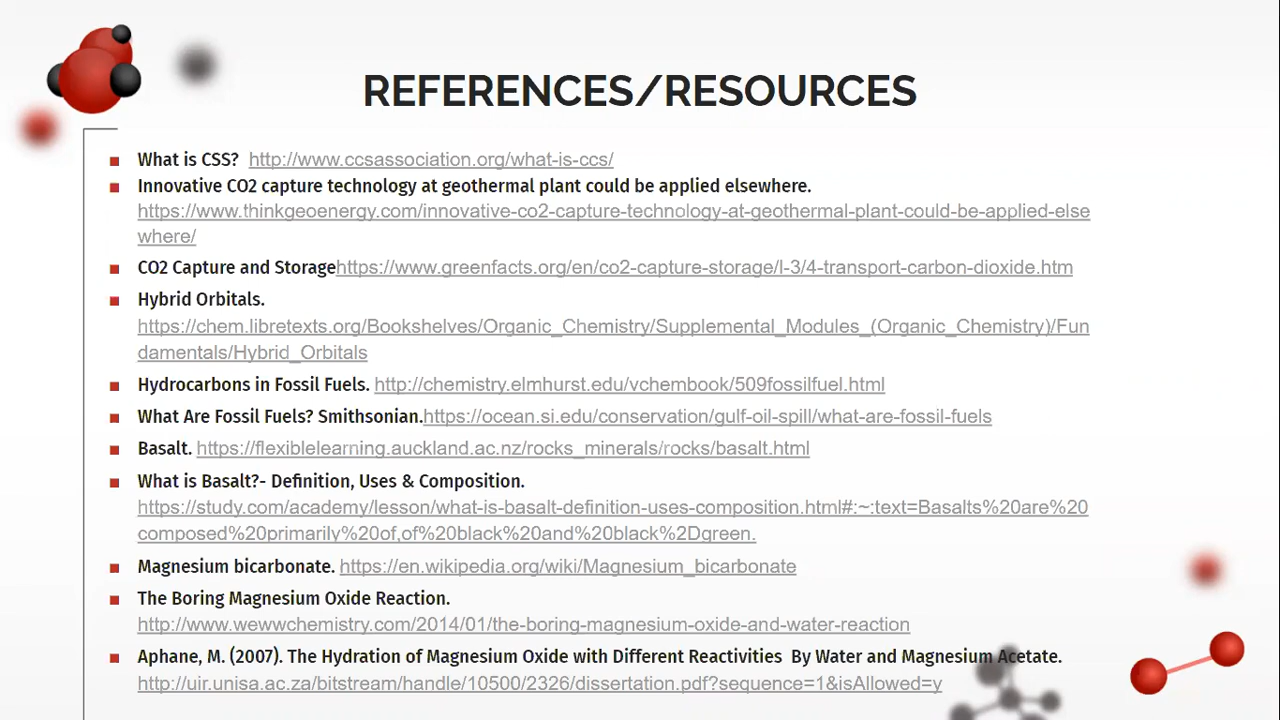 REFERENCES/RESOURCES
What is CSS? http://www.ccsassociation.org/what-is-ccs/
Innovative CO2 capture technology at geothermal plant could be applied elsewhere.
https://www.thinkgeoenergy.com/innovative-co2-capture-technology-at-geothermal-plant-could-be-applied-else
where/
CO2 Capture and Storagehttps://www.greenfacts.org/en/co2-capture-storage/l-3/4-transport-carbon-dioxide.htm
Hybrid Orbitals.
https://chem.libretexts.org/Bookshelves/Organic_Chemistry/Supplemental_Modules_(Organic_Chemistry)/Fun
damentals/Hybrid_Orbitals
Hydrocarbons in Fossil Fuels. http://chemistry.elmhurst.edu/vchembook/509fossilfuel.html
What Are Fossil Fuels? Smithsonian.https://ocean.si.edu/conservation/gulf-oil-spill/what-are-fossil-fuels
Basalt. https://flexiblelearning.auckland.ac.nz/rocks_minerals/rocks/basalt.html
What is Basalt?- Definition, Uses & Composition.
https://study.com/academy/lesson/what-is-basalt-definition-uses-composition.html#:~:text=Basalts%20are%20
composed%20primarily%20of,of%20black%20and%20black%2Dgreen.
Magnesium bicarbonate. https://en.wikipedia.org/wiki/Magnesium_bicarbonate
The Boring Magnesium Oxide Reaction.
http://www.wewwchemistry.com/2014/01/the-boring-magnesium-oxide-and-water-reaction
Aphane, M. (2007). The Hydration of Magnesium Oxide with Different Reactivities By Water and Magnesium Acetate.
http://uir.unisa.ac.za/bitstream/handle/10500/2326/dissertation.pdf?sequence=1&isAllowed=y